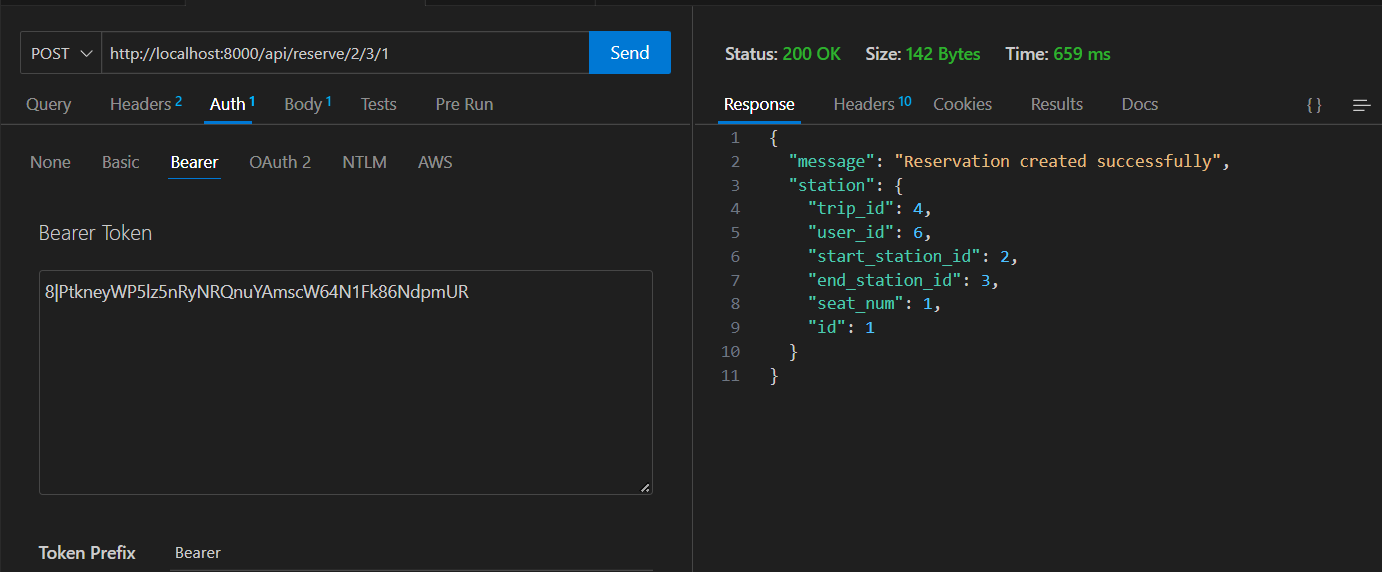 POST http://localhost:8000/api/reserve/2/3/1 Send
Query Headers 2 Auth 1 Body 1 Tests Pre Run
None Basic Bearer OAuth 2 NTLM AWS
Bearer Token
8|PtkneyWP5lz5nRyNRQnuYAmscW64N1Fk86NdpmUR
Token Prefix Bearer
Status: 200 OK Size: 142 Bytes Time: 659 ms
Response Headers 10 Cookies Results Docs { }
1 {
2 "message": "Reservation created successfully",
3 "station": {
4 "trip_id": 4,
5 "user_id": 6,
6 "start_station_id": 2,
7 "end_station_id": 3,
8 "seat_num": 1,
9 "id": 1
10 }
11 }